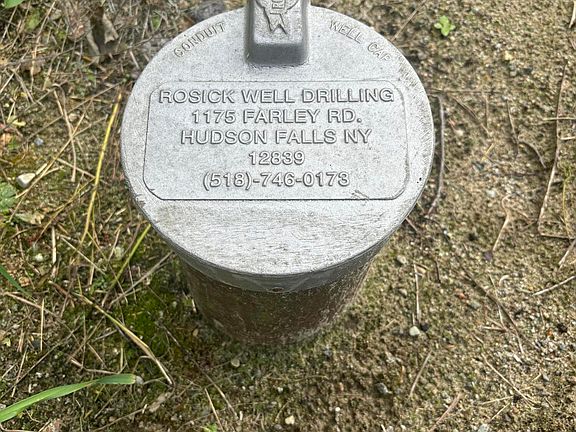 CONDUIT WELL CAP
ROSICK WELL DRILLING
1175 FARLEY RD.
HUDSON FALLS NY
12839
(518)-746-0173